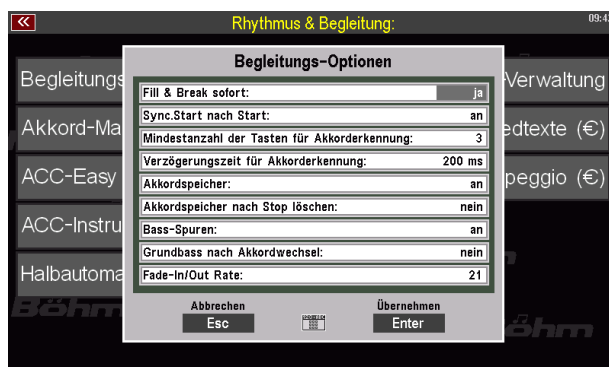 Rhythmus & Begleitung:
Begleitungs-Optionen
Fill & Break sofort: ja
Sync.Start nach Start: an
Mindestanzahl der Tasten für Akkorderkennung: 3
Verzögerungszeit für Akkorderkennung: 200 ms
Akkordspeicher: an
Akkordspeicher nach Stop löschen: nein
Bass-Spuren: an
Grundbass nach Akkordwechsel: nein
Fade-In/Out Rate: 21
Abbrechen Übernehmen
Esc Enter
Begleitungs
Akkord-Ma
ACC-Easy
ACC-Instru
Halbautoma
-Verwaltung
edtexte (€)
peggio (€)
Böhm